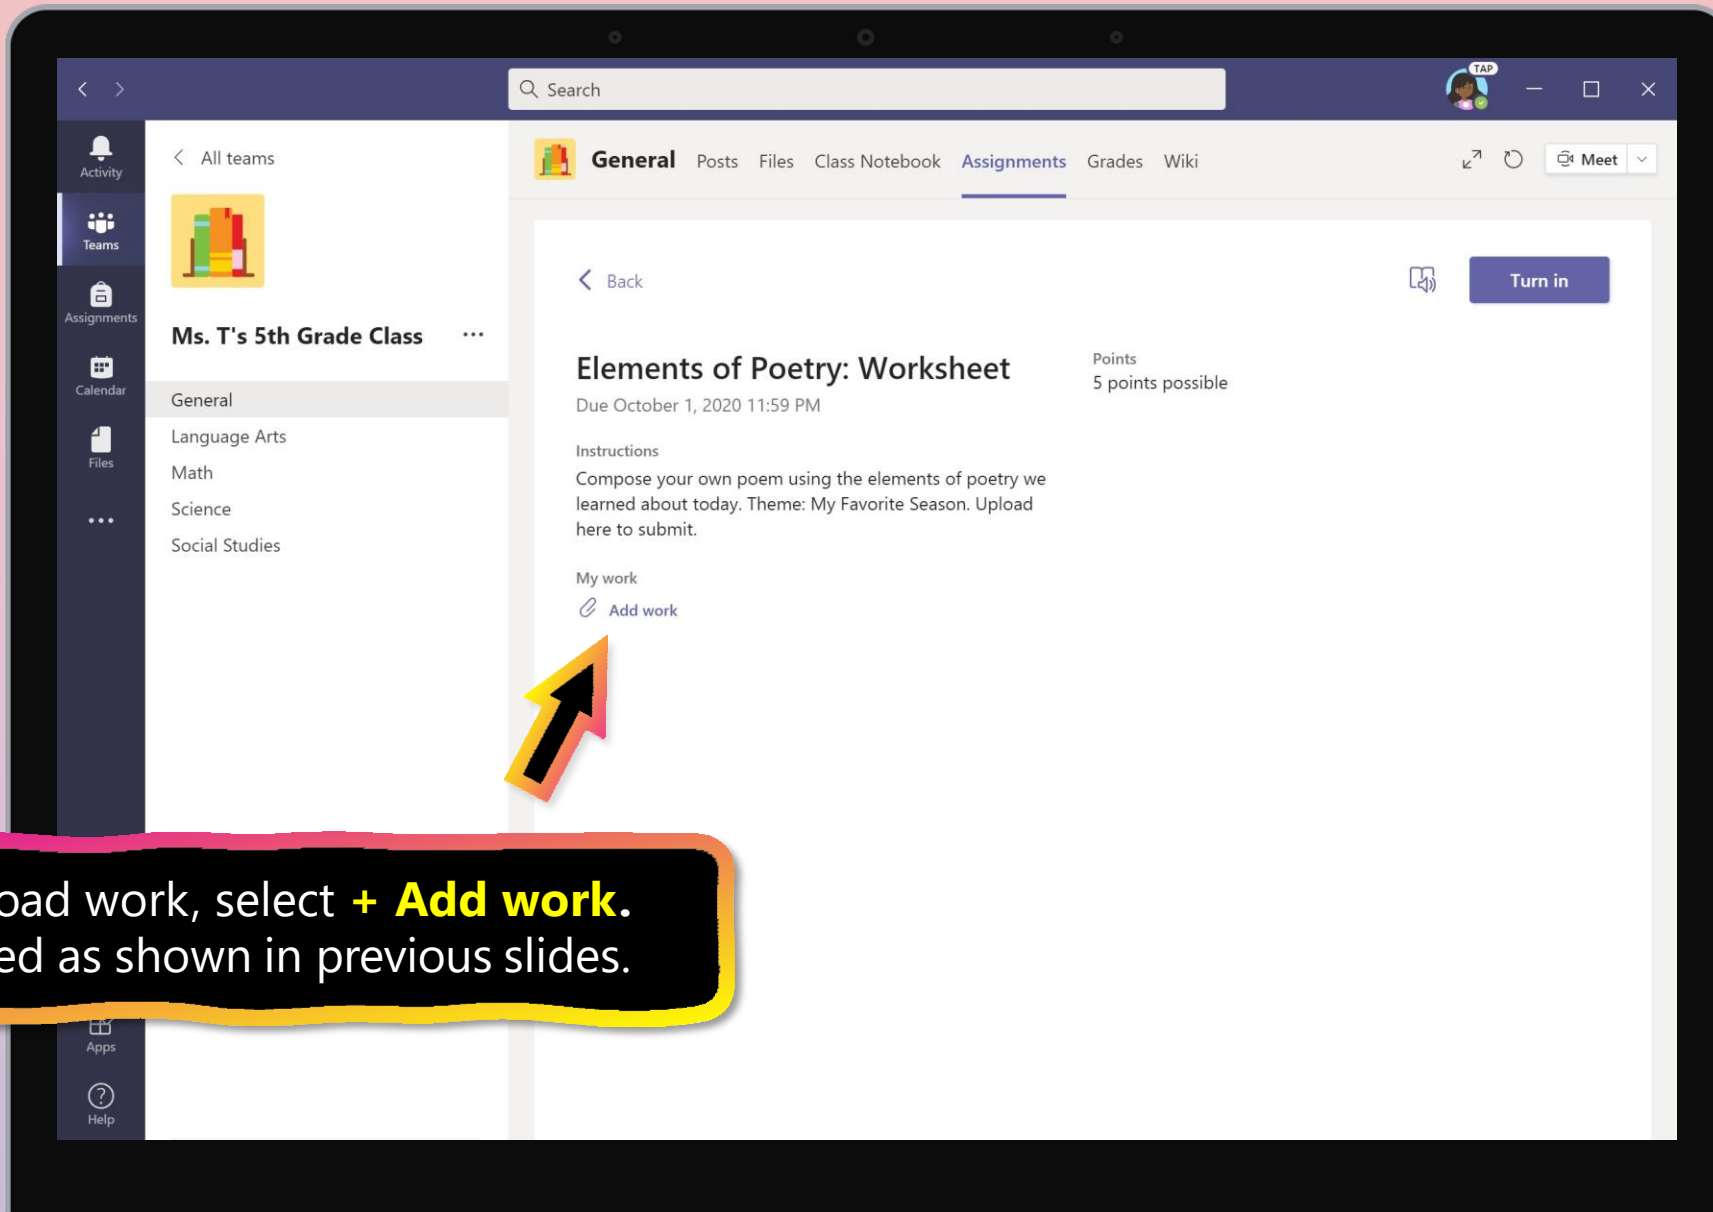 Search
TAP
Activity
Teams
Assignments
Calendar
Files
Apps
Help
All teams
Ms. T's 5th Grade Class
General
Language Arts
Math
Science
Social Studies
General Posts Files Class Notebook Assignments Grades Wiki
Meet
Back
Turn in
Elements of Poetry: Worksheet
Due October 1, 2020 11:59 PM
Points
5 points possible
Instructions
Compose your own poem using the elements of poetry we
learned about today. Theme: My Favorite Season. Upload
here to submit.
My work
Add work
work, select + Add work.
as shown in previous slides.